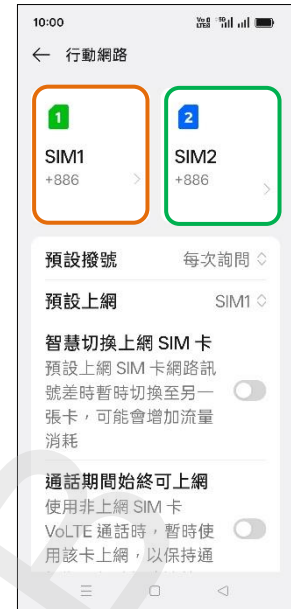 10:00
行動網路
1
2
SIM1
SIM2
+886
+886
預設撥號
每次詢問
預設上網
SIM1
智慧切換上網 SIM 卡
預設上網 SIM 卡網路訊
號差時暫時切換至另一
張卡，可能會增加流量
消耗
通話期間始終可上網
使用非上網 SIM 卡
VoLTE 通話時，暫時使
用該卡上網，以保持通